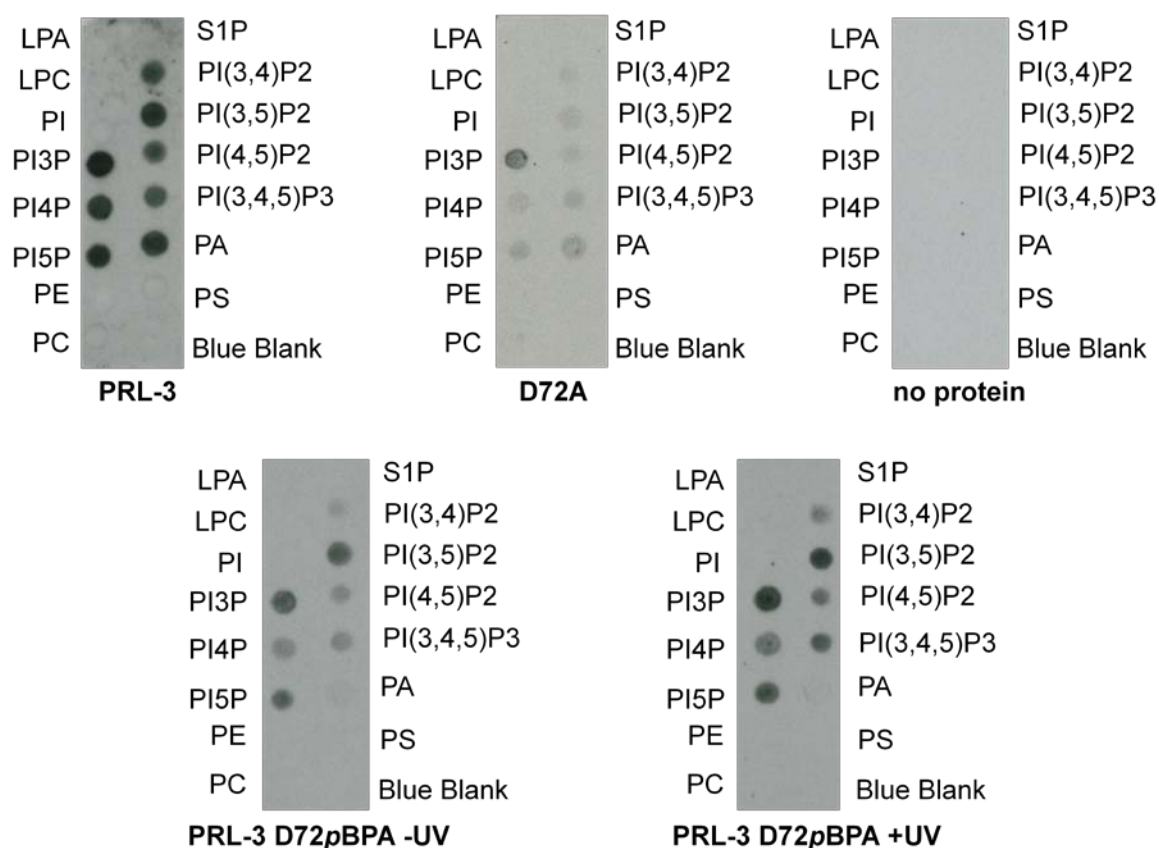 LPA S1P LPA S1P LPA S1P
LPC PI(3,4)P2 LPC PI(3,4)P2 LPC PI(3,4)P2
PI PI(3,5)P2 PI PI(3,5)P2 PI PI(3,5)P2
PI3P PI(4,5)P2 PI3P PI(4,5)P2 PI3P PI(4,5)P2
PI4P PI(3,4,5)P3 PI4P PI(3,4,5)P3 PI4P PI(3,4,5)P3
PI5P PA PI5P PA PI5P PA
PE PS PE PS PE PS
PC Blue Blank PC Blue Blank PC Blue Blank
PRL-3 D72A no protein
LPA S1P LPA S1P
LPC PI(3,4)P2 LPC PI(3,4)P2
PI PI(3,5)P2 PI PI(3,5)P2
PI3P PI(4,5)P2 PI3P PI(4,5)P2
PI4P PI(3,4,5)P3 PI4P PI(3,4,5)P3
PI5P PA PI5P PA
PE PS PE PS
PC Blue Blank PC Blue Blank
PRL-3 D72pBPA -UV PRL-3 D72pBPA +UV